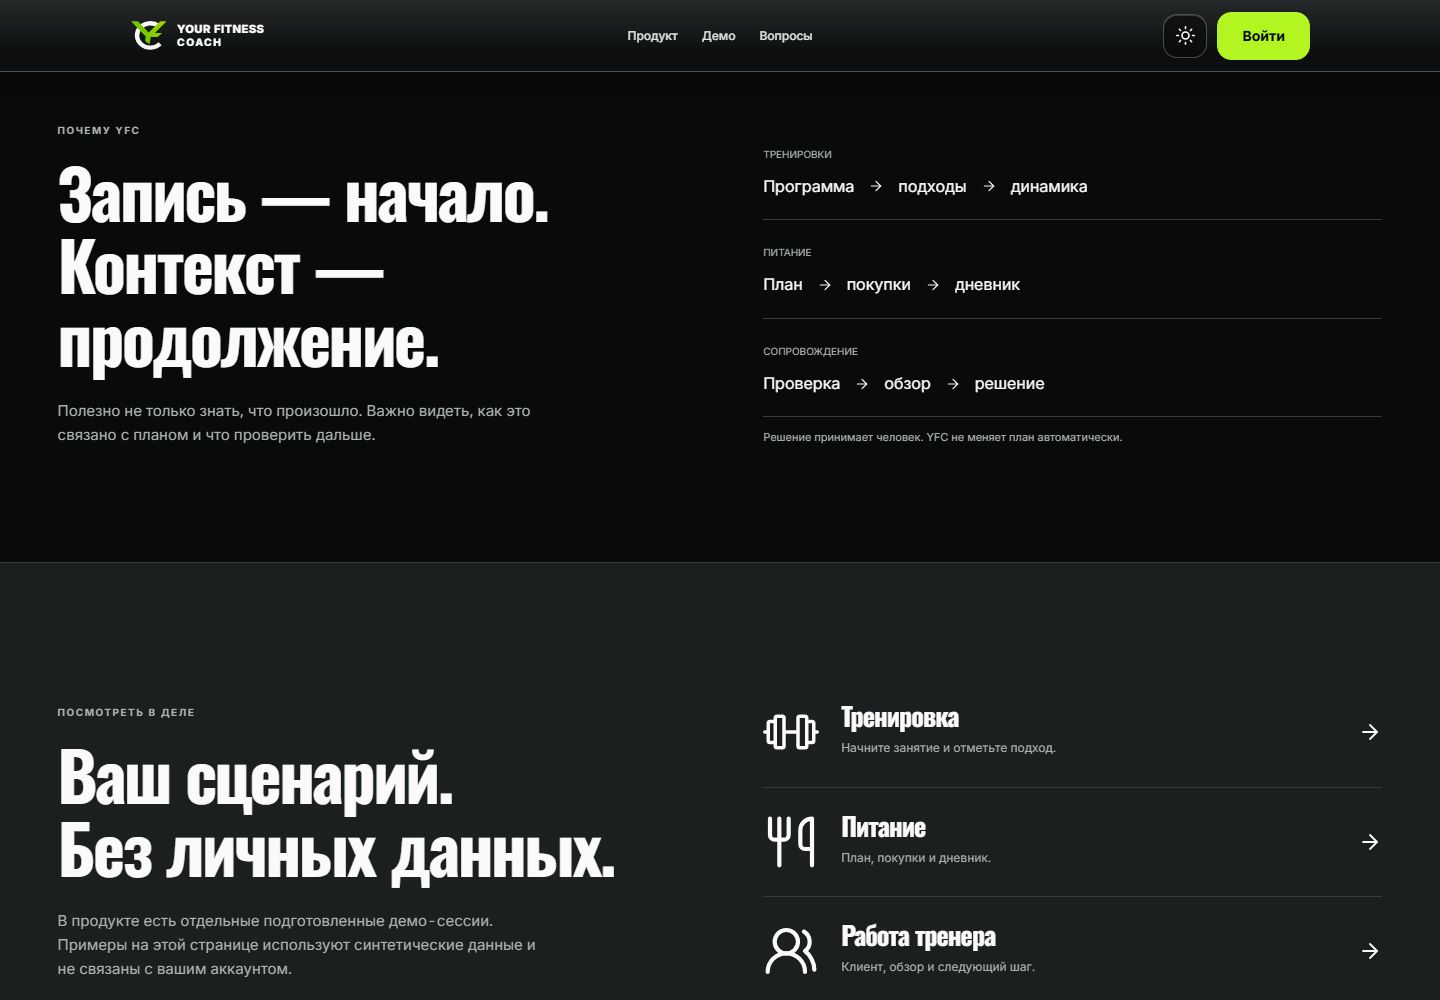 YOUR FITNESS
COACH
Продукт
Демо
Вопросы
Войти
ПОЧЕМУ YFC
Запись — начало.
Контекст —
продолжение.
Полезно не только знать, что произошло. Важно видеть, как это
связано с планом и что проверить дальше.
ТРЕНИРОВКИ
Программа → подходы → динамика
ПИТАНИЕ
План → покупки → дневник
СОПРОВОЖДЕНИЕ
Проверка → обзор → решение
Решение принимает человек. YFC не меняет план автоматически.
ПОСМОТРЕТЬ В ДЕЛЕ
Ваш сценарий.
Без личных данных.
В продукте есть отдельные подготовленные демо-сессии.
Примеры на этой странице используют синтетические данные и
не связаны с вашим аккаунтом.
Тренировка
Начните занятие и отметьте подход.
Питание
План, покупки и дневник.
Работа тренера
Клиент, обзор и следующий шаг.